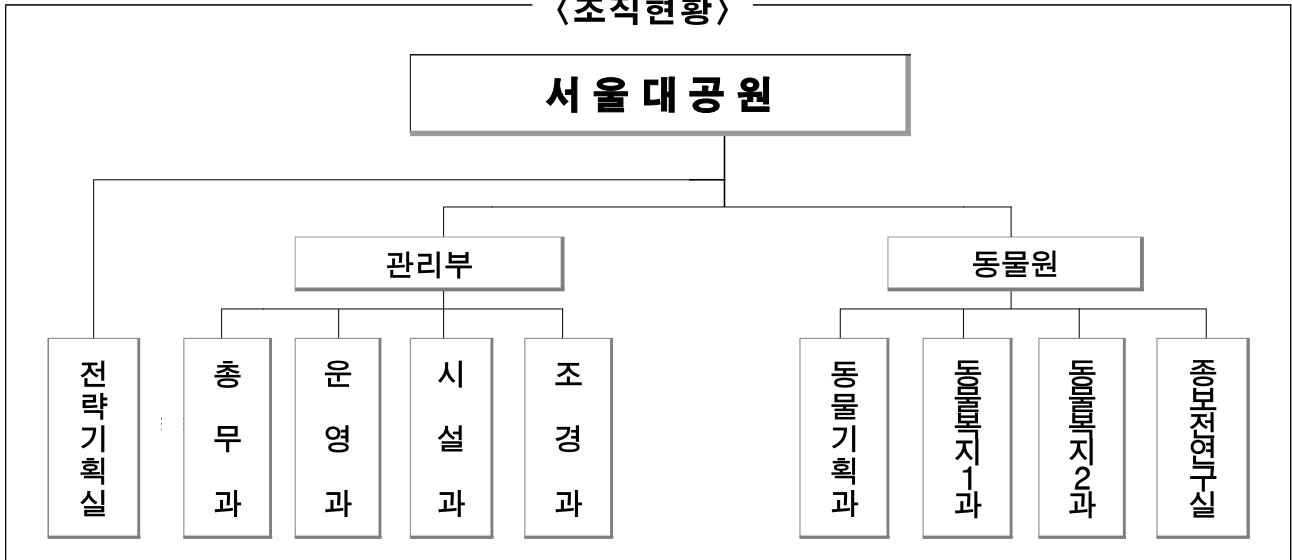 〈조직현황〉
서울대공원
관리부
동물원
전략기획실
총무과
운영과
시설과
조경과
동물기획과
동물복지1과
동물복지2과
종보전연구실